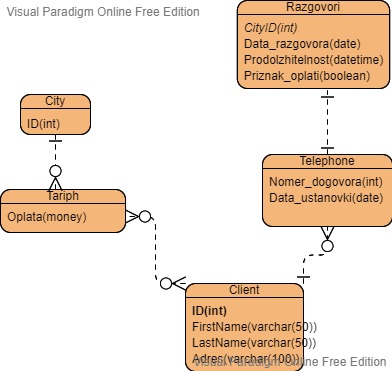 Visual Paradigm Online Free Edition
Razgovori
CityID(int)
Data_razgovora(date)
Prodolzhitelnost(datetime)
Priznak_oplati(boolean)
City
ID(int)
Telephone
Nomer_dogovora(int)
Data_ustanovki(date)
Tariph
Oplata(money)
Client
ID(int)
FirstName(varchar(50))
LastName(varchar(50))
Adres(varchar(100))
Visual Paradigm Online Free Edition